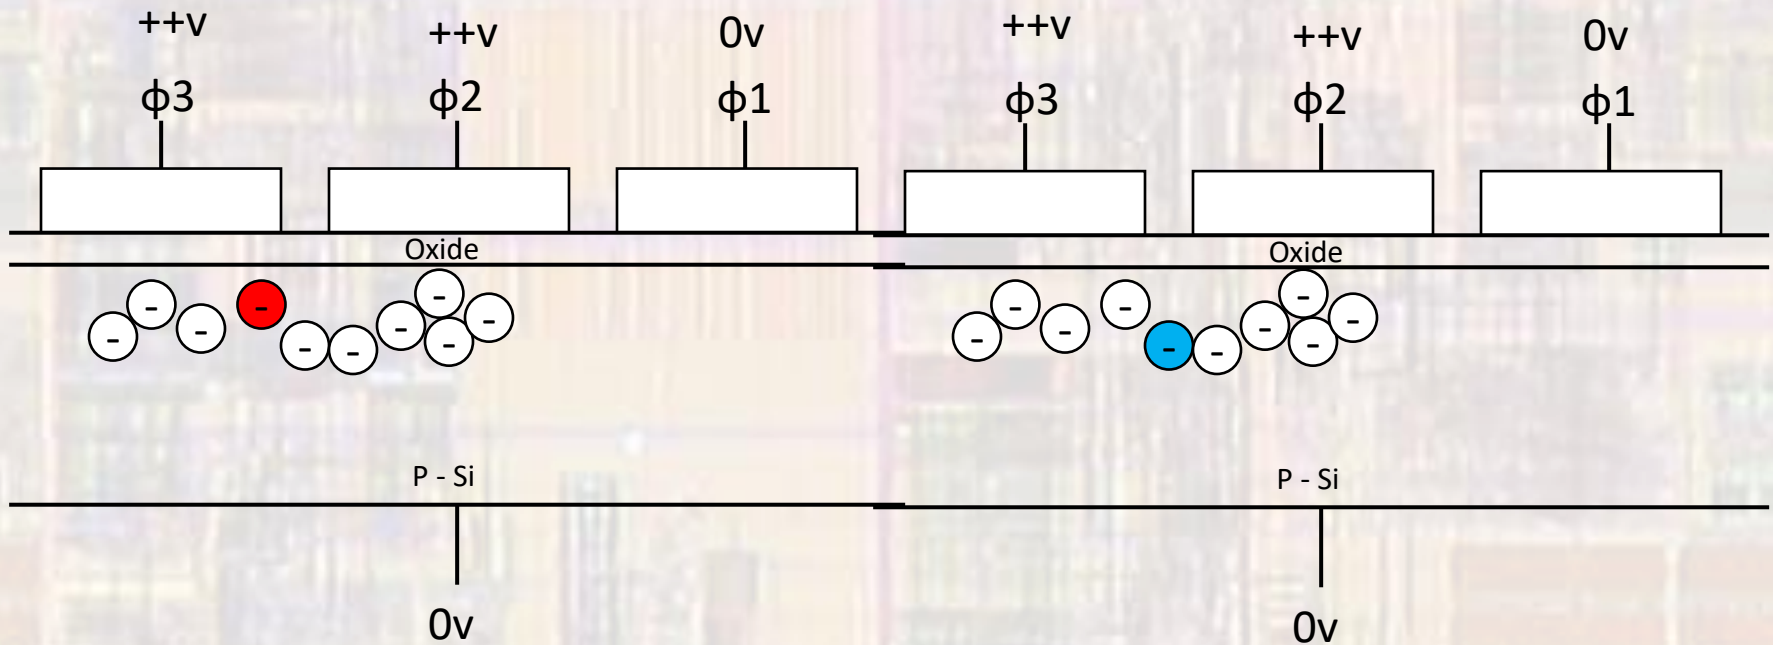 ++v ++v 0v ++v ++v 0v
ϕ3 ϕ2 ϕ1 ϕ3 ϕ2 ϕ1
Oxide Oxide
- - - - - - - - - - - - - - - - - - - -
P - Si P - Si
0v 0v